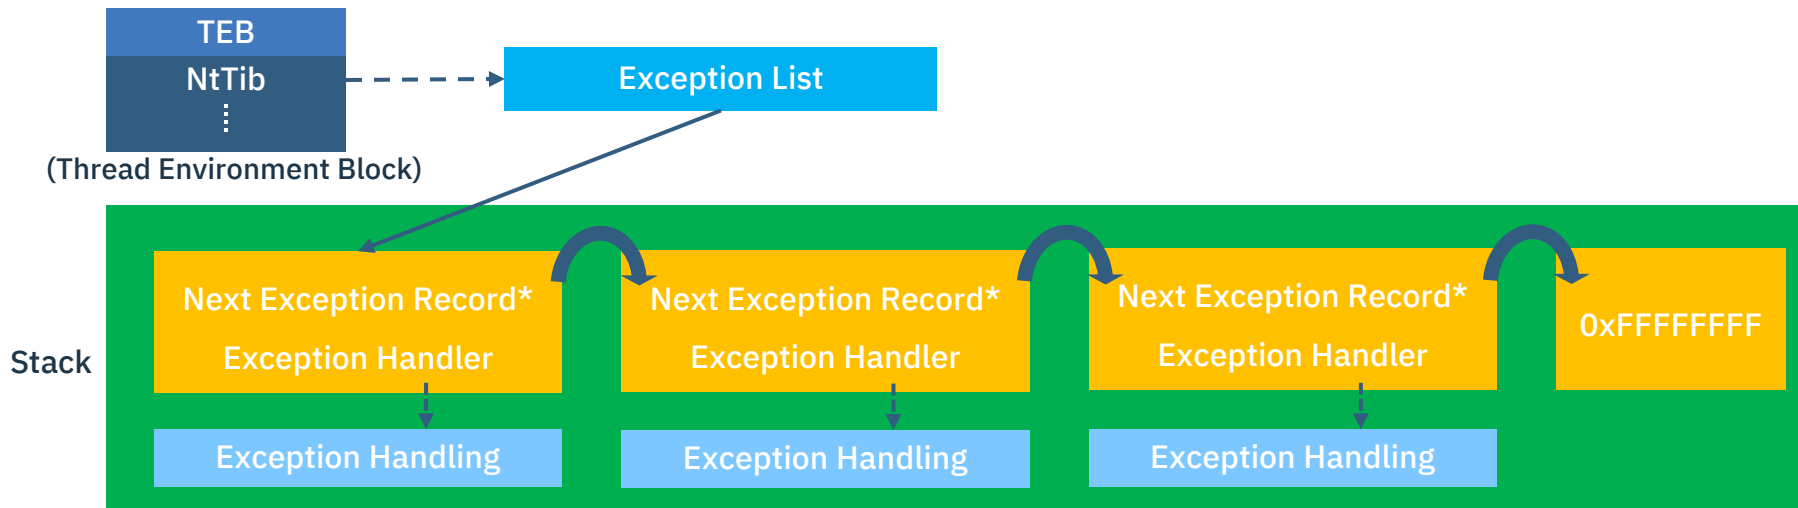 TEB
NtTib
Exception List
(Thread Environment Block)
Stack
Next Exception Record*
Exception Handler
Exception Handling
Next Exception Record*
Exception Handler
Exception Handling
Next Exception Record*
Exception Handler
Exception Handling
0xFFFFFFFF